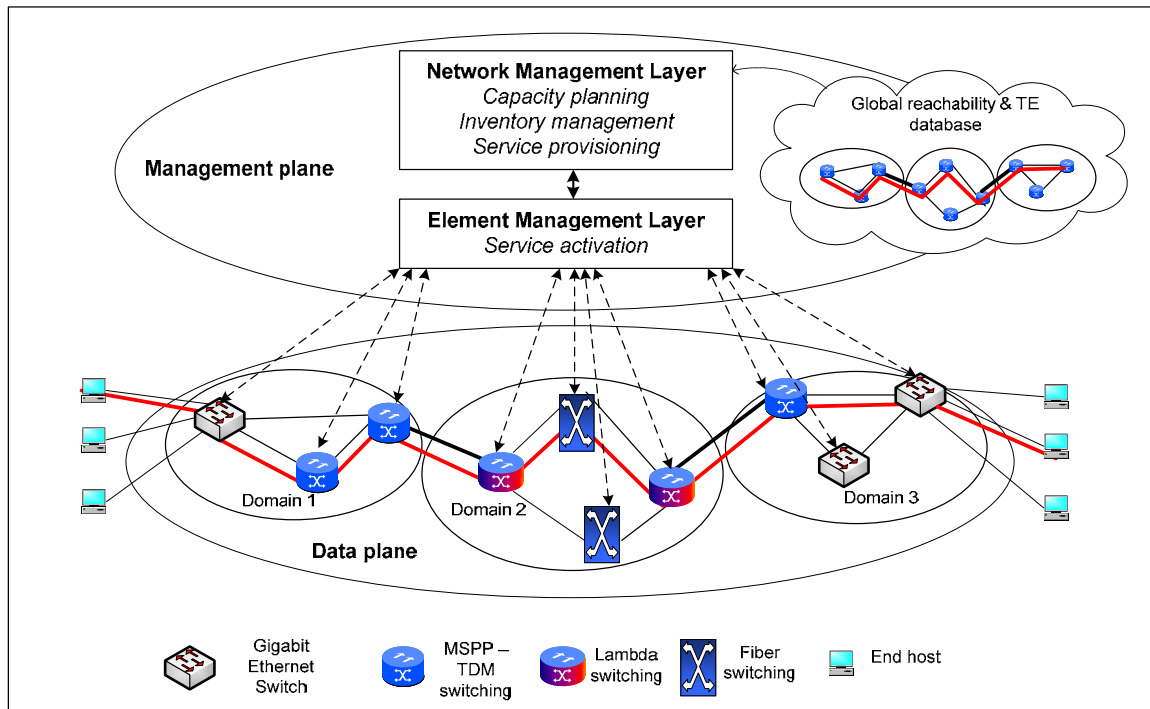 Network Management Layer
Capacity planning
Inventory management
Service provisioning
Global reachability & TE
database
Management plane
Element Management Layer
Service activation
Domain 1
Domain 2
Domain 3
Data plane
Gigabit
Ethernet
Switch
MSPP –
TDM
switching
Lambda
switching
Fiber
switching
End host